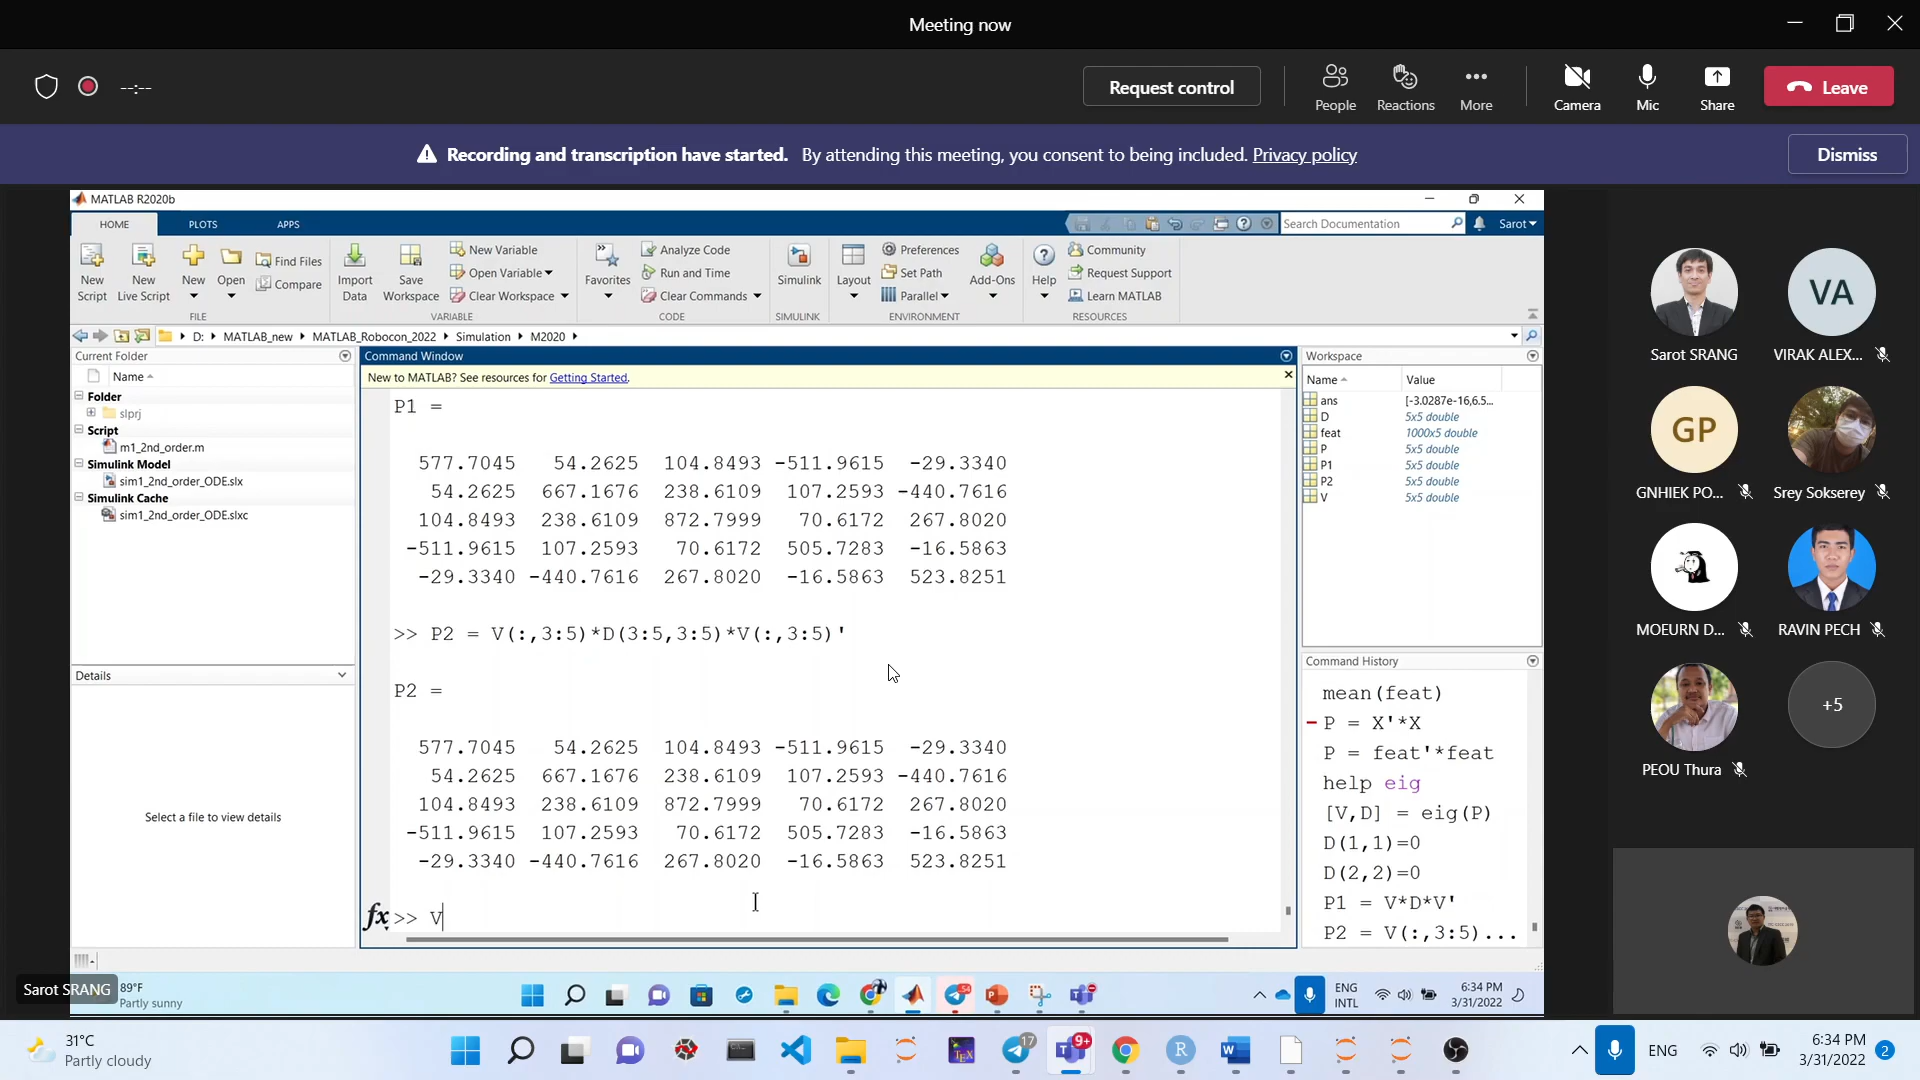 Meeting now
--:--
Request control
People
Reactions
More
Camera
Mic
Share
Leave
Recording and transcription have started. By attending this meeting, you consent to being included. Privacy policy
Dismiss
MATLAB R2020b
HOME
PLOTS
APPS
Search Documentation
Sarot
New Script
New Live Script
New
Open
Find Files
Compare
FILE
Import Data
Save Workspace
New Variable
Open Variable
Clear Workspace
VARIABLE
Favorites
Analyze Code
Run and Time
Clear Commands
CODE
Simulink
SIMULINK
Layout
Preferences
Set Path
Parallel
Add-Ons
ENVIRONMENT
Help
Community
Request Support
Learn MATLAB
RESOURCES
D: MATLAB_new MATLAB_Robocon_2022 Simulation M2020
Current Folder
Name
Folder
slprj
Script
m1_2nd_order.m
Simulink Model
sim1_2nd_order_ODE.slx
Simulink Cache
sim1_2nd_order_ODE.slxc
Details
Select a file to view details
Command Window
New to MATLAB? See resources for Getting Started.
P1 =
577.7045 54.2625 104.8493 -511.9615 -29.3340
54.2625 667.1676 238.6109 107.2593 -440.7616
104.8493 238.6109 872.7999 70.6172 267.8020
-511.9615 107.2593 70.6172 505.7283 -16.5863
-29.3340 -440.7616 267.8020 -16.5863 523.8251
>> P2 = V(:,3:5)*D(3:5,3:5)*V(:,3:5)'
P2 =
577.7045 54.2625 104.8493 -511.9615 -29.3340
54.2625 667.1676 238.6109 107.2593 -440.7616
104.8493 238.6109 872.7999 70.6172 267.8020
-511.9615 107.2593 70.6172 505.7283 -16.5863
-29.3340 -440.7616 267.8020 -16.5863 523.8251
fx >> V
Workspace
Name Value
ans [-3.0287e-16,6.5...
D 5x5 double
feat 1000x5 double
P 5x5 double
P1 5x5 double
P2 5x5 double
V 5x5 double
Command History
mean(feat)
P = X'*X
P = feat'*feat
help eig
[V,D] = eig(P)
D(1,1)=0
D(2,2)=0
P1 = V*D*V'
P2 = V(:,3:5)...
Sarot SRANG
VA
VIRAK ALEX...
GP
GNHIEK PO...
Srey Sokserey
MOEURN D...
RAVIN PECH
PEOU Thura
+5
Sarot SRANG
89°F
Partly sunny
54
ENG
INTL
6:34 PM
3/31/2022
31°C
Partly cloudy
TEX
17
9+
R
ENG
6:34 PM
3/31/2022
2